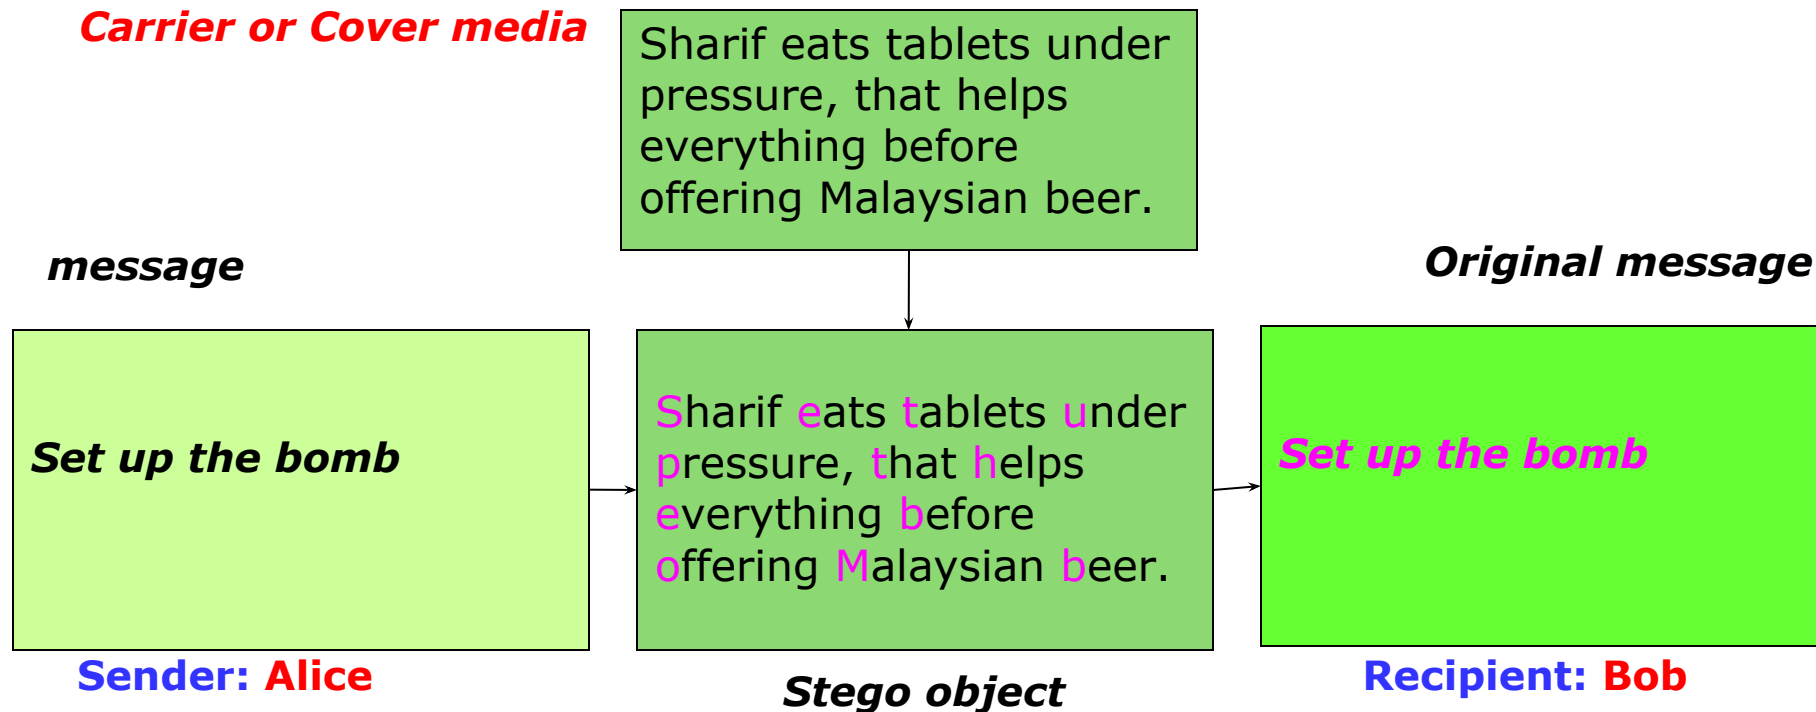 Carrier or Cover media
Sharif eats tablets under
pressure, that helps
everything before
offering Malaysian beer.
message
Original message
Set up the bomb
Sharif eats tablets under
pressure, that helps
everything before
offering Malaysian beer.
Set up the bomb
Sender: Alice
Stego object
Recipient: Bob